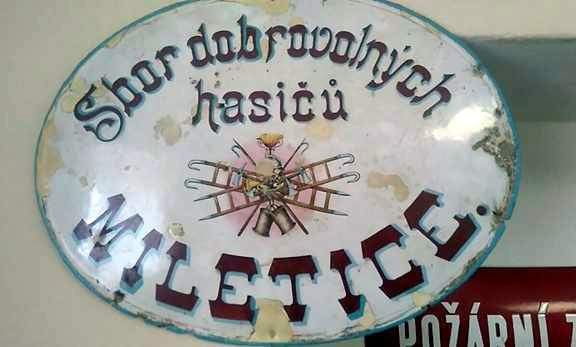 Sbor dobrovolných
hasičů
MILETICE.
POŽÁRNÍ